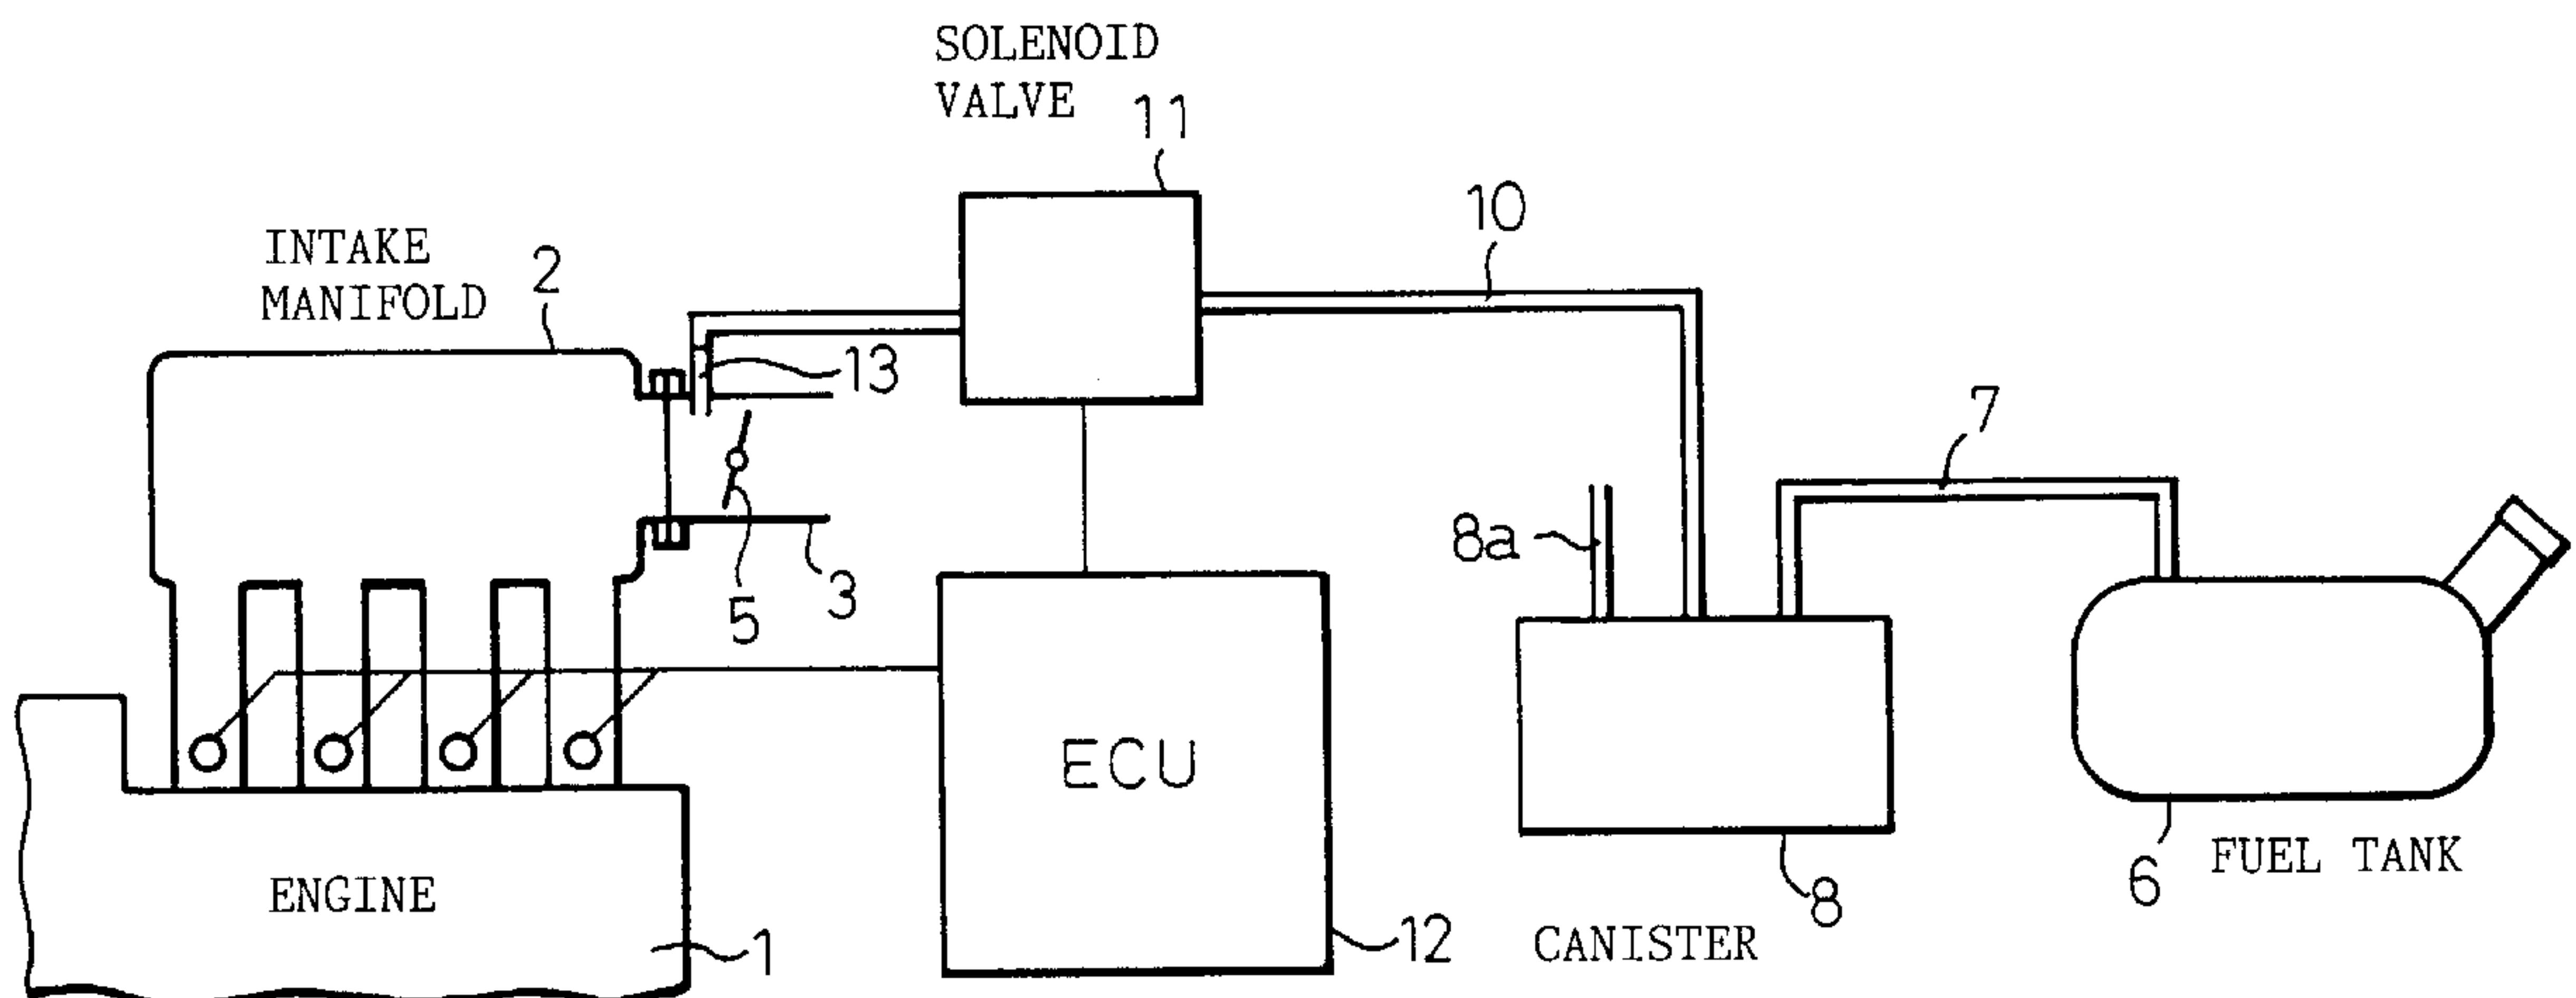 SOLENOID
VALVE
11
10
INTAKE
MANIFOLD
2
13
7
8a
5
3
ECU
FUEL TANK
6
ENGINE
8
12
CANISTER
1